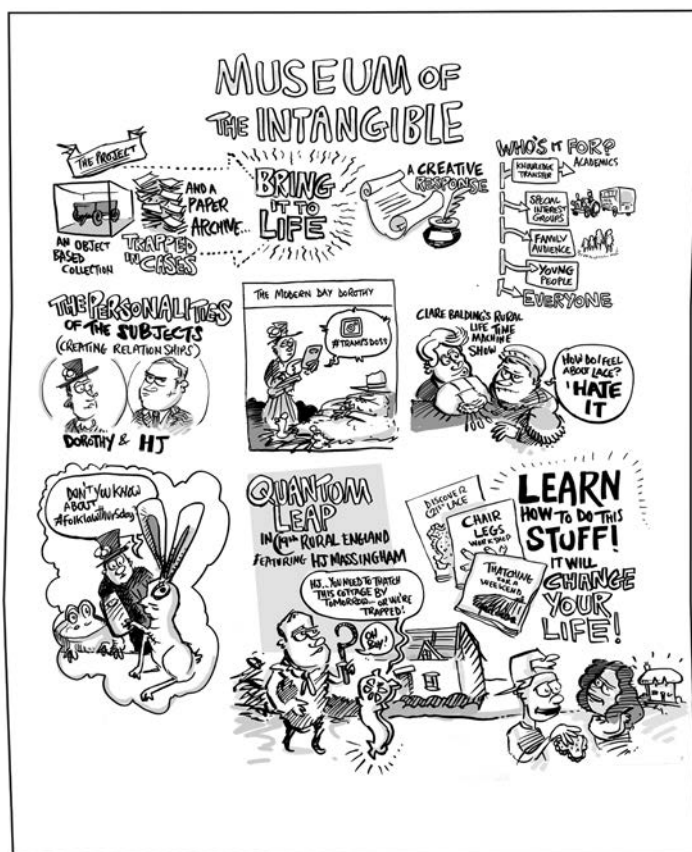 MUSEUM OF
THE INTANGIBLE
THE PROJECT
AN OBJECT
BASED
COLLECTION
AND A
PAPER
ARCHIVE...
TRAPPED
IN CASES
BRING
IT TO
LIFE
A CREATIVE
RESPONSE
WHO'S IT FOR?
KNOWLEDGE
TRANSFER
ACADEMICS
SPECIAL
INTEREST
GROUPS
FAMILY
AUDIENCE
YOUNG
PEOPLE
EVERYONE
THE PERSONALITIES
OF THE SUBJECTS
(CREATING RELATIONSHIPS)
DOROTHY & HJ
THE MODERN DAY DOROTHY
CLARE BALDING'S RURAL
LIFE TIME
MACHINE
SHOW
HOW DO I FEEL
ABOUT LACE?
I HATE
IT
DON'T YOU KNOW
ABOUT
#Folklorethursday
QUANTUM
LEAP
IN C19th RURAL ENGLAND
FEATURING HJ MASSINGHAM
HJ... YOU NEED TO THATCH
THIS COTTAGE BY
TOMORROW... OR WE'RE
TRAPPED!
OH
BOY!
DISCOVER
LACE
CHAIR
LEGS
WORKSHOP
THATCHING
FOR A
WEEKEND
LEARN
HOW TO DO THIS
STUFF!
IT WILL
CHANGE
YOUR
LIFE!